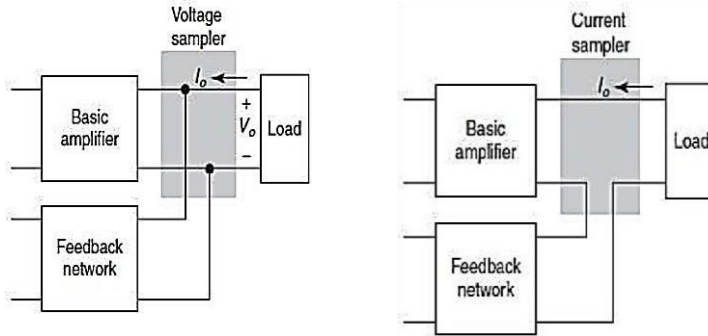 Voltage
sampler
I_o
Basic
amplifier
+
V_o
−
Load
Feedback
network
Current
sampler
I_o
Basic
amplifier
Load
Feedback
network